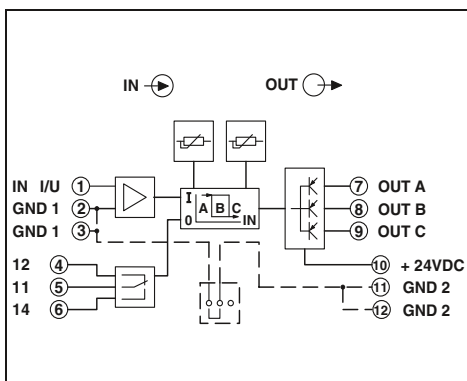 IN OUT
IN I/U 1
GND 1 2
GND 1 3
I
A B C
0 IN
7 OUT A
8 OUT B
9 OUT C
12 4
11 5
14 6
10 + 24VDC
11 GND 2
12 GND 2